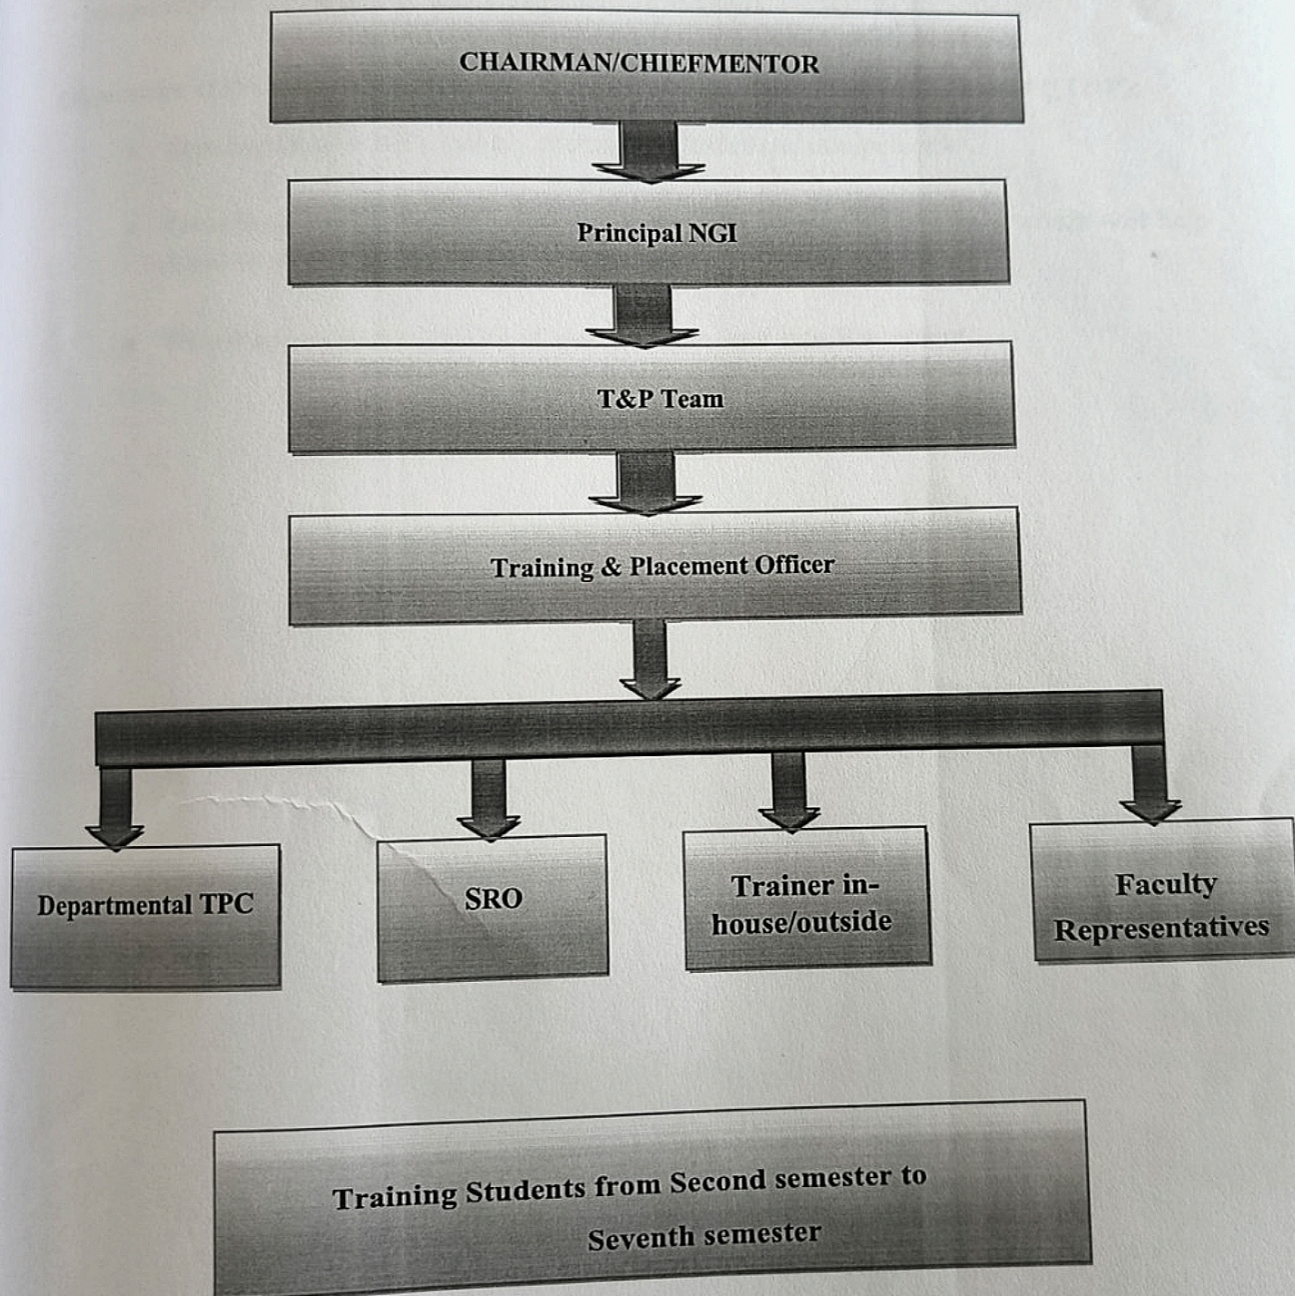 CHAIRMAN/CHIEFMENTOR
Principal NGI
T&P Team
Training & Placement Officer
Departmental TPC
SRO
Trainer in-
house/outside
Faculty
Representatives
Training Students from Second semester to
Seventh semester